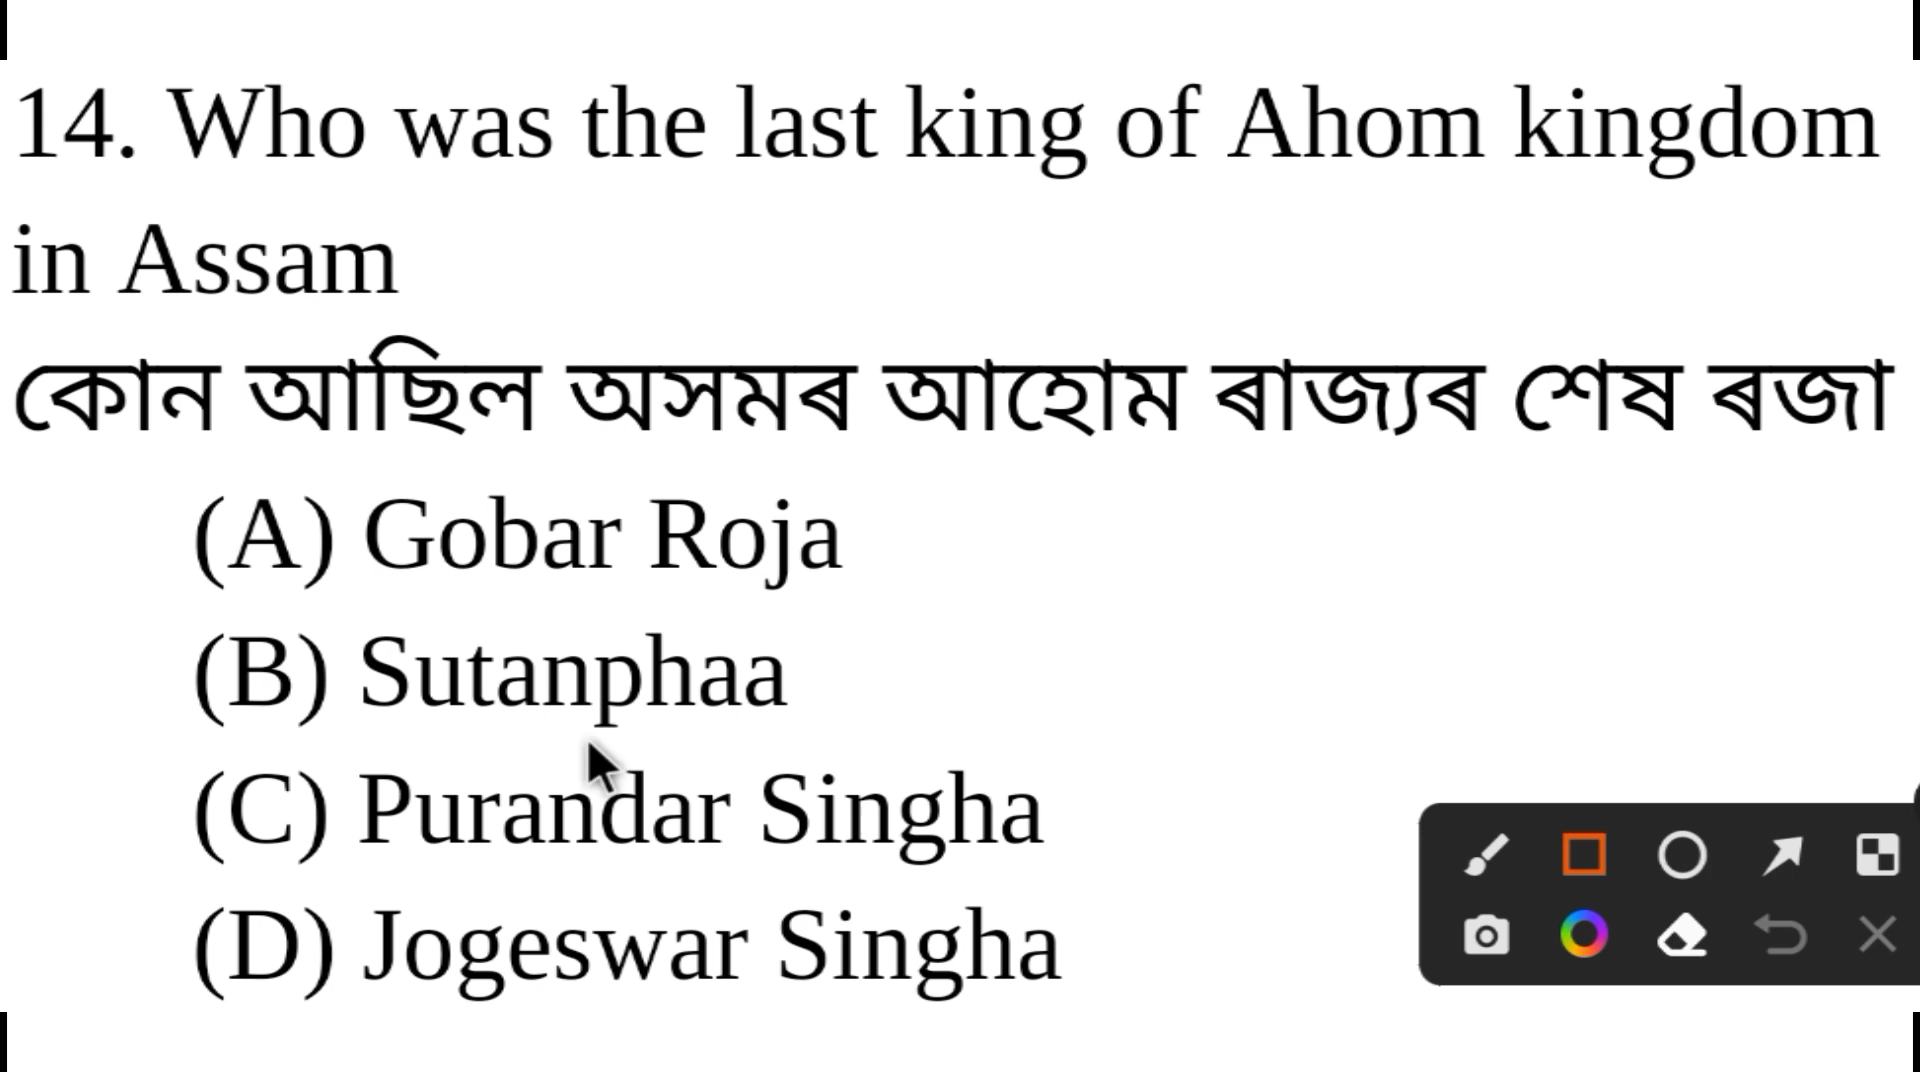 14. Who was the last king of Ahom kingdom
in Assam
কোন আছিল অসমৰ আহোম ৰাজ্যৰ শেষ ৰজা
(A) Gobar Roja
(B) Sutanphaa
(C) Purandar Singha
(D) Jogeswar Singha